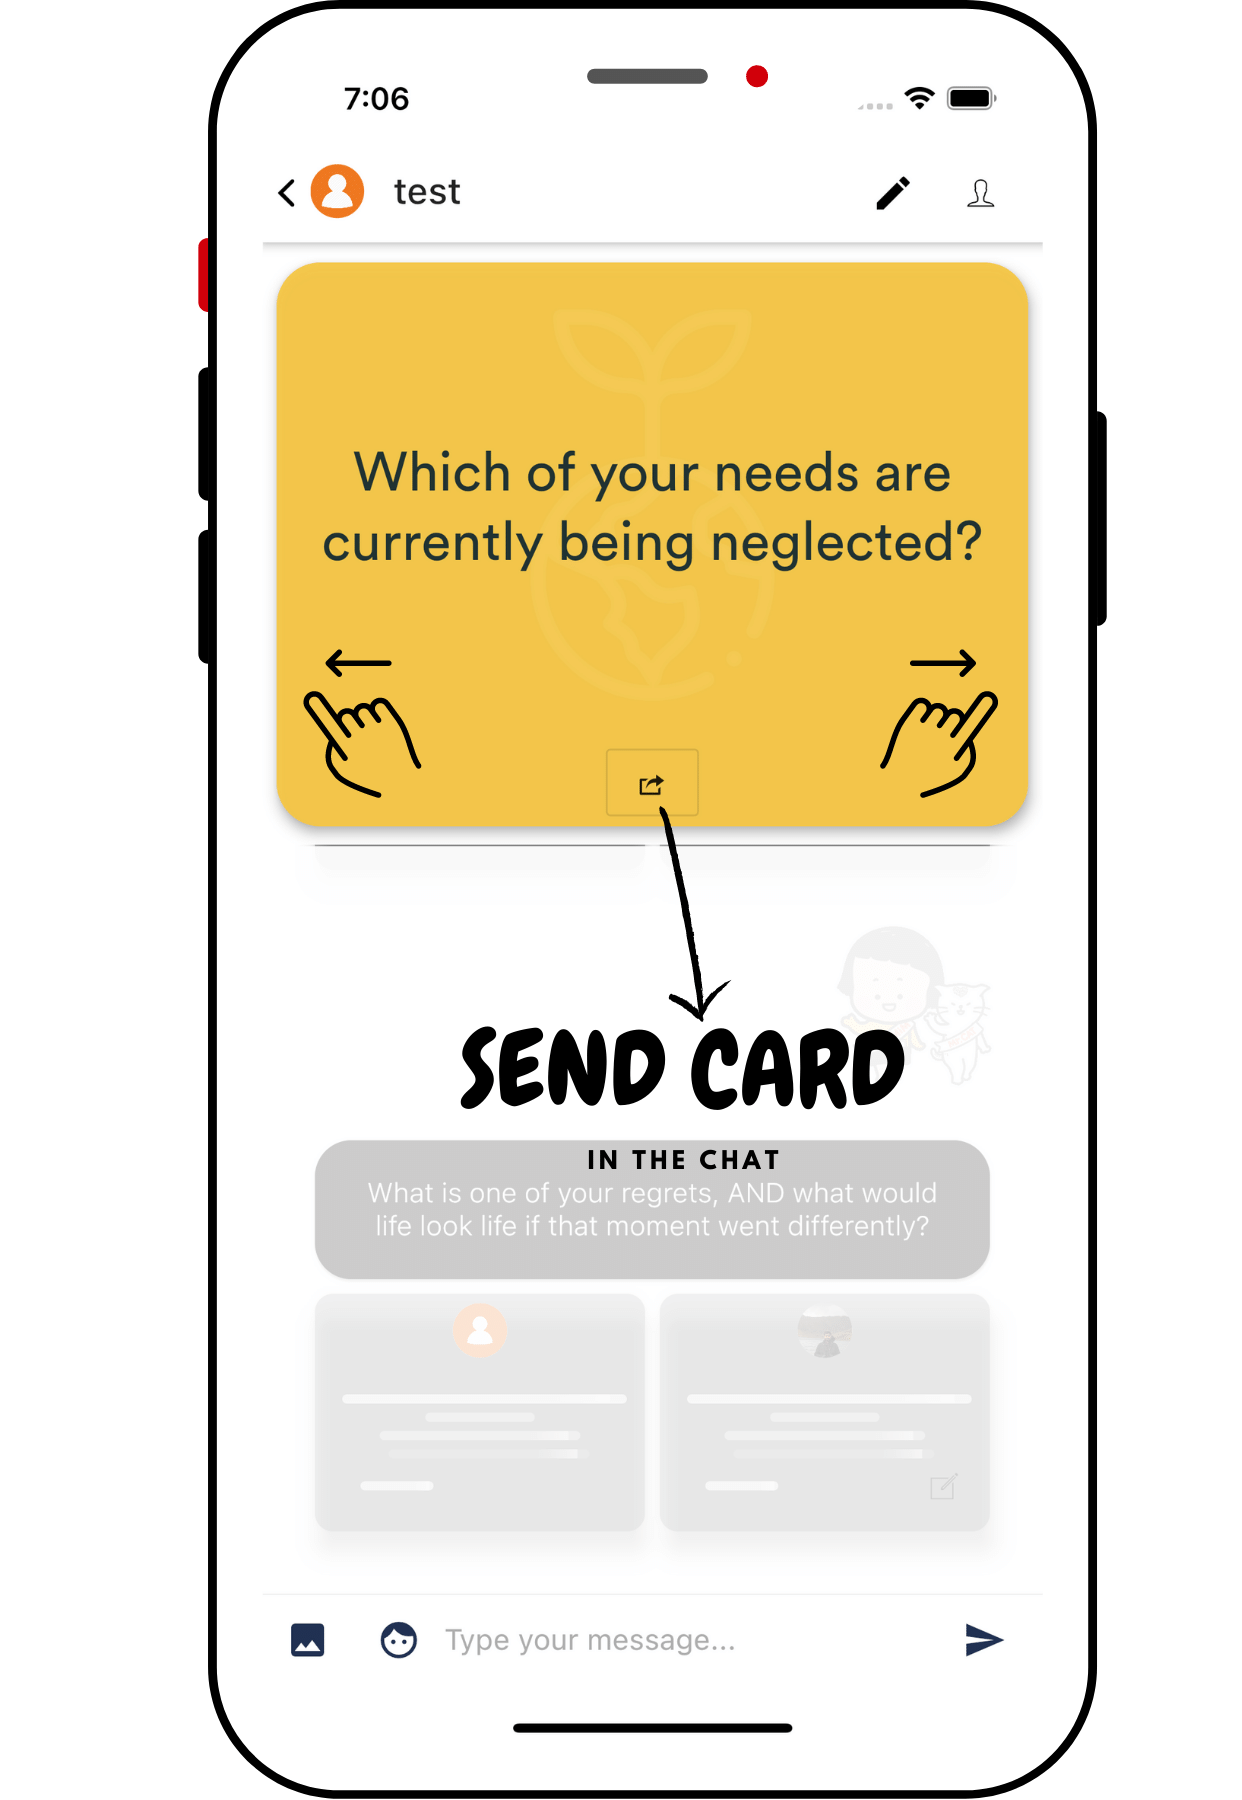 7:06
test
Which of your needs are
currently being neglected?
SEND CARD
IN THE CHAT
What is one of your regrets, AND what would
life look life if that moment went differently?
Type your message...